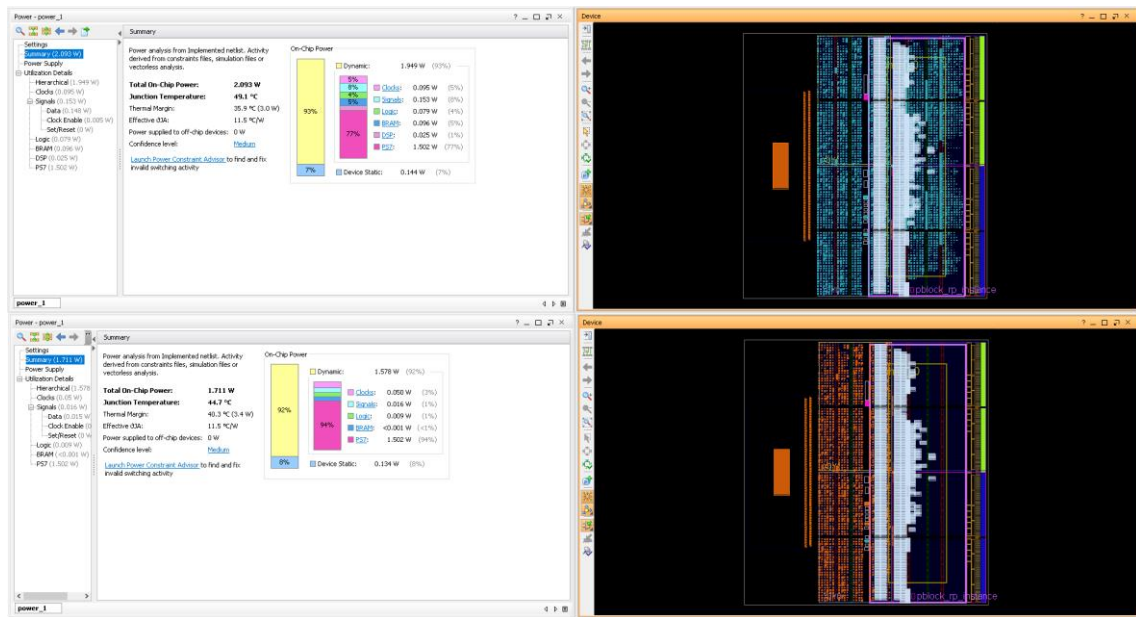 Power - power_1
Summary
Settings
Summary (2.093 W)
Power Supply
Utilization Details
Hierarchical (1.949 W)
Clocks (0.095 W)
Signals (0.153 W)
Data (0.148 W)
Clock Enable (0.005 W)
Set/Reset (0 W)
Logic (0.079 W)
BRAM (0.096 W)
DSP (0.025 W)
PS7 (1.502 W)
Power analysis from Implemented netlist. Activity
derived from constraints files, simulation files or
vectorless analysis.
Total On-Chip Power: 2.093 W
Junction Temperature: 49.1 °C
Thermal Margin: 35.9 °C (3.0 W)
Effective θJA: 11.5 °C/W
Power supplied to off-chip devices: 0 W
Confidence level: Medium
Launch Power Constraint Advisor to find and fix
invalid switching activity
On-Chip Power
Dynamic: 1.949 W (93%)
93%
7%
5%
8%
4%
5%
77%
Clocks: 0.095 W (5%)
Signals: 0.153 W (8%)
Logic: 0.079 W (4%)
BRAM: 0.096 W (5%)
DSP: 0.025 W (1%)
PS7: 1.502 W (77%)
Device Static: 0.144 W (7%)
power_1
Device
pblock_rp_instance
Power - power_1
Summary
Settings
Summary (1.711 W)
Power Supply
Utilization Details
Hierarchical (1.578
Clocks (0.05 W)
Signals (0.016 W)
Data (0.015 W
Clock Enable (0
Set/Reset (0 W
Logic (0.009 W)
BRAM (<0.001 W)
PS7 (1.502 W)
Power analysis from Implemented netlist. Activity
derived from constraints files, simulation files or
vectorless analysis.
Total On-Chip Power: 1.711 W
Junction Temperature: 44.7 °C
Thermal Margin: 40.3 °C (3.4 W)
Effective θJA: 11.5 °C/W
Power supplied to off-chip devices: 0 W
Confidence level: Medium
Launch Power Constraint Advisor to find and fix
invalid switching activity
On-Chip Power
Dynamic: 1.578 W (92%)
92%
8%
94%
Clocks: 0.050 W (3%)
Signals: 0.016 W (1%)
Logic: 0.009 W (1%)
BRAM: <0.001 W (<1%)
PS7: 1.502 W (94%)
Device Static: 0.134 W (8%)
power_1
Device
pblock_rp_instance